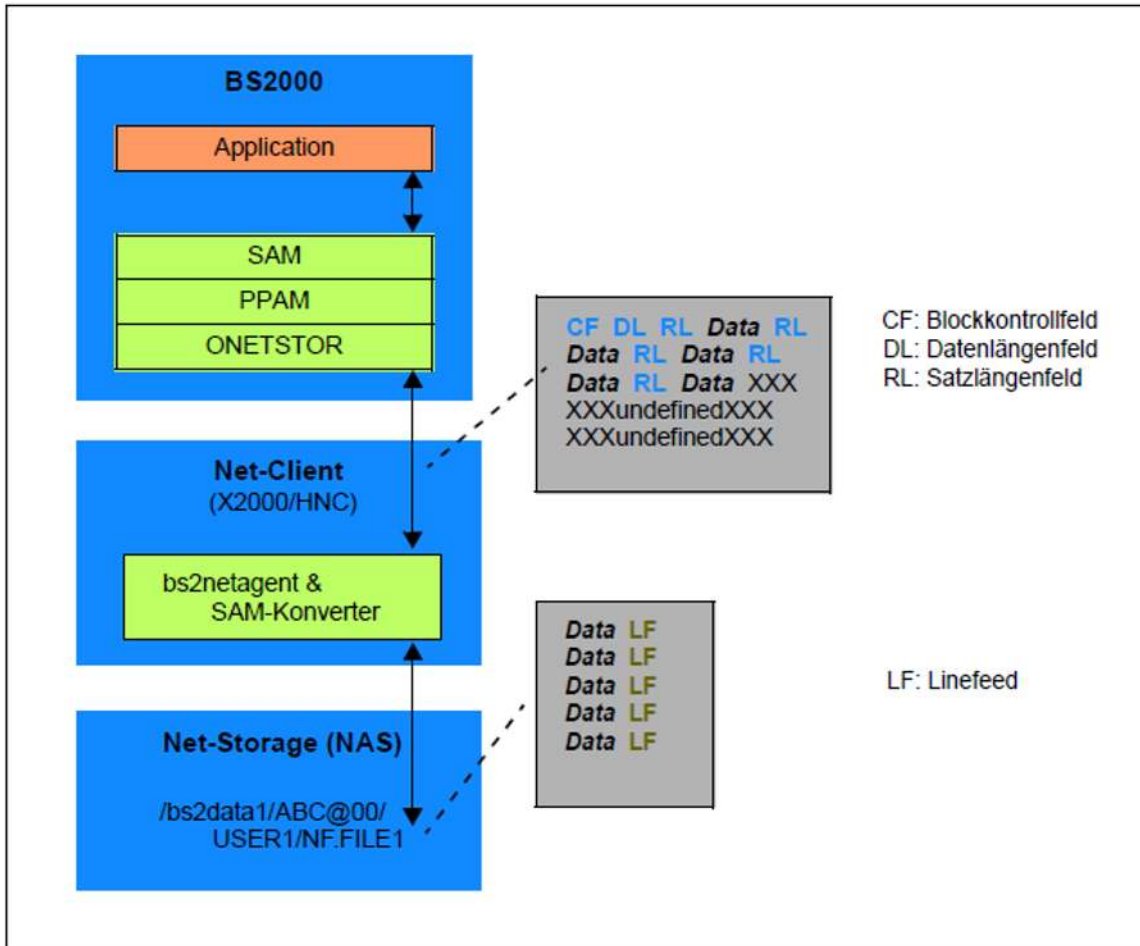 BS2000
Application
SAM
PPAM
ONETSTOR
CF DL RL Data RL
Data RL Data RL
Data RL Data XXX
XXXundefinedXXX
XXXundefinedXXX
CF: Blockkontrollfeld
DL: Datenlängenfeld
RL: Satzlängenfeld
Net-Client
(X2000/HNC)
bs2netagent &
SAM-Konverter
Data LF
Data LF
Data LF
Data LF
Data LF
LF: Linefeed
Net-Storage (NAS)
/bs2data1/ABC@00/
USER1/NF.FILE1